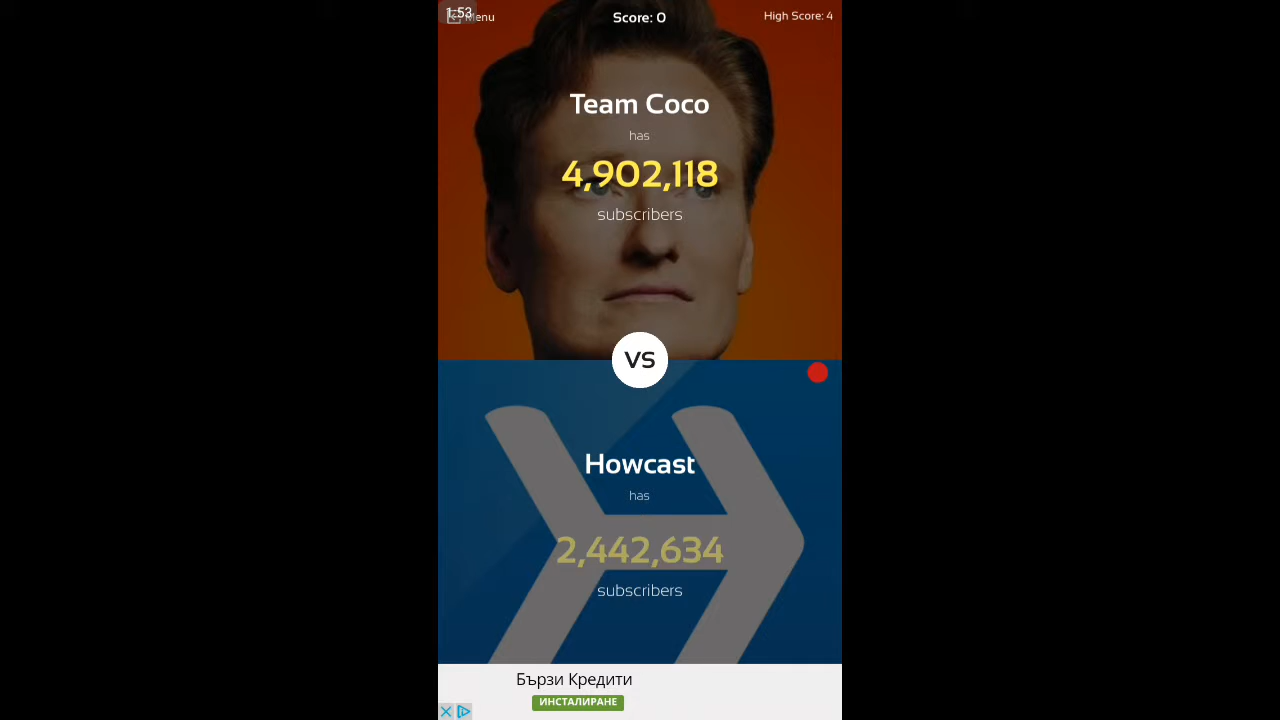 1:53
Menu
Score: 0
High Score: 4
Team Coco
has
4,902,118
subscribers
VS
Howcast
has
2,442,634
subscribers
Бързи Кредити
ИНСТАЛИРАНЕ